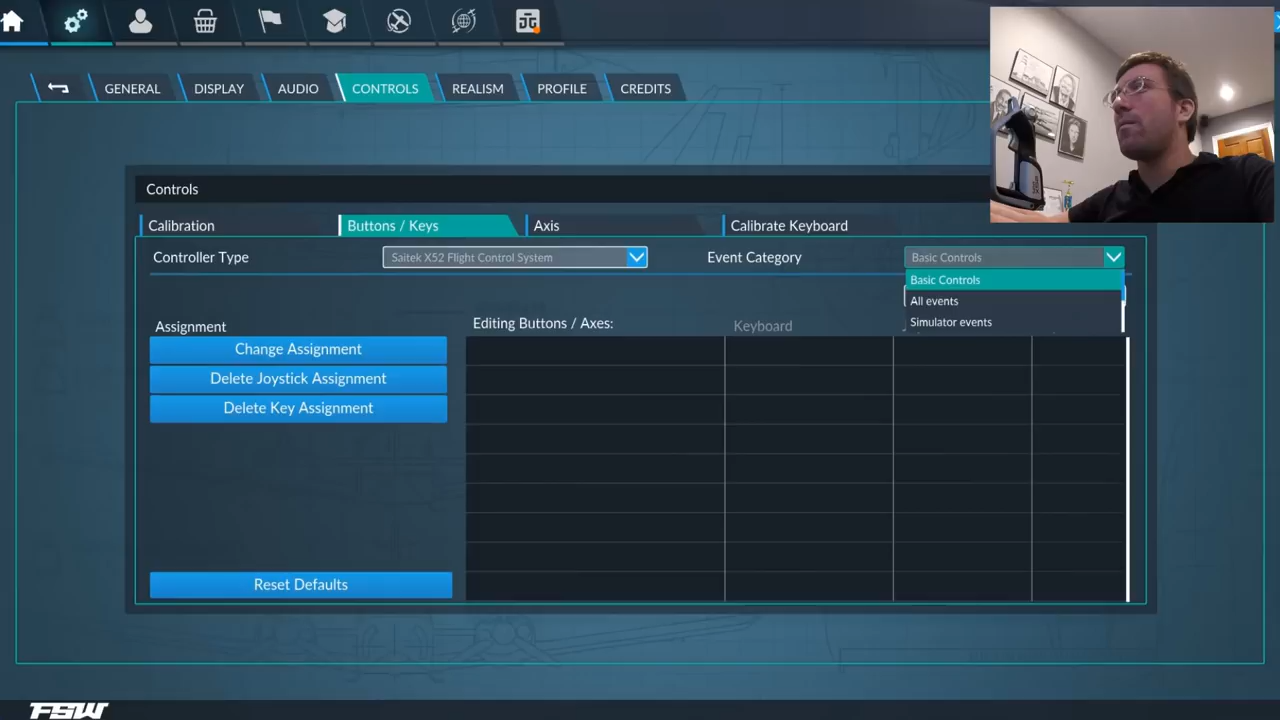 GENERAL DISPLAY AUDIO CONTROLS REALISM PROFILE CREDITS
Controls
Calibration Buttons / Keys Axis Calibrate Keyboard
Controller Type Saitek X52 Flight Control System Event Category Basic Controls
Basic Controls
All events
Simulator events
Assignment Editing Buttons / Axes: Keyboard
Change Assignment
Delete Joystick Assignment
Delete Key Assignment
Reset Defaults
FSW